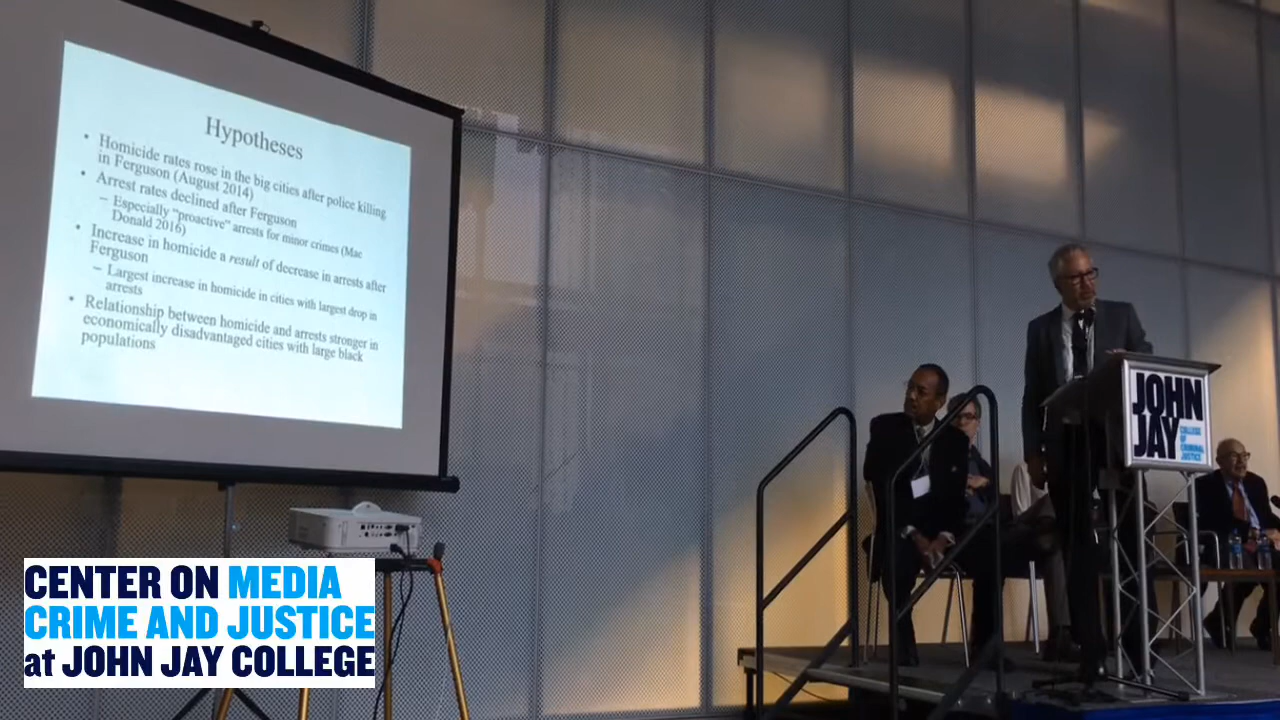 Hypotheses
• Homicide rates rose in the big cities after police killing
in Ferguson (August 2014)
• Arrest rates declined after Ferguson
– Especially "proactive" arrests for minor crimes (Mac
Donald 2016)
• Increase in homicide a result of decrease in arrests after
Ferguson
– Largest increase in homicide in cities with largest drop in
arrests
• Relationship between homicide and arrests stronger in
economically disadvantaged cities with large black
populations
JOHN
JAY
COLLEGE
OF
CRIMINAL
JUSTICE
CENTER ON MEDIA
CRIME AND JUSTICE
at JOHN JAY COLLEGE